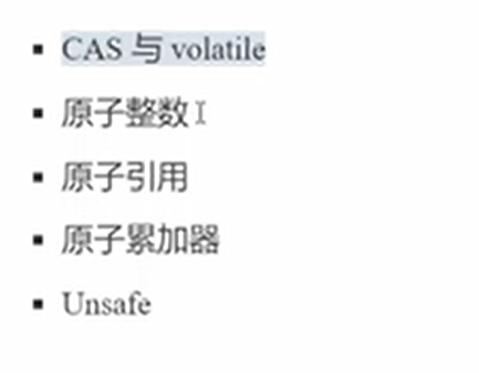 ▪ CAS 与 volatile
▪ 原子整数
▪ 原子引用
▪ 原子累加器
▪ Unsafe